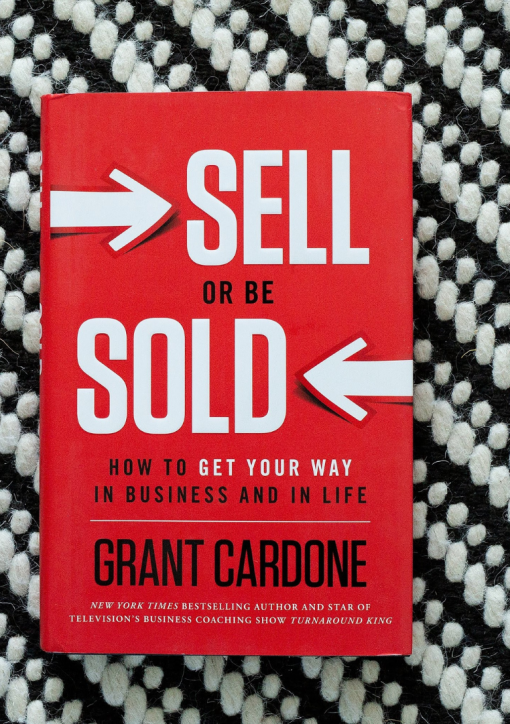 SELL
OR BE
SOLD
HOW TO GET YOUR WAY
IN BUSINESS AND IN LIFE
GRANT CARDONE
NEW YORK TIMES BESTSELLING AUTHOR AND STAR OF
TELEVISION'S BUSINESS COACHING SHOW TURNAROUND KING